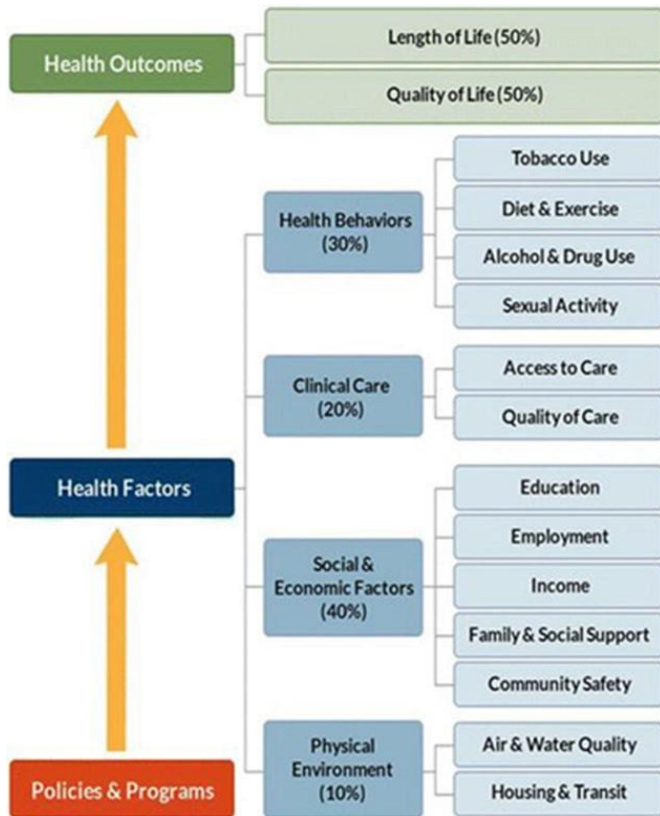 Health Outcomes
Length of Life (50%)
Quality of Life (50%)
Health Behaviors
(30%)
Tobacco Use
Diet & Exercise
Alcohol & Drug Use
Sexual Activity
Clinical Care
(20%)
Access to Care
Quality of Care
Health Factors
Social &
Economic Factors
(40%)
Education
Employment
Income
Family & Social Support
Community Safety
Physical
Environment
(10%)
Air & Water Quality
Housing & Transit
Policies & Programs